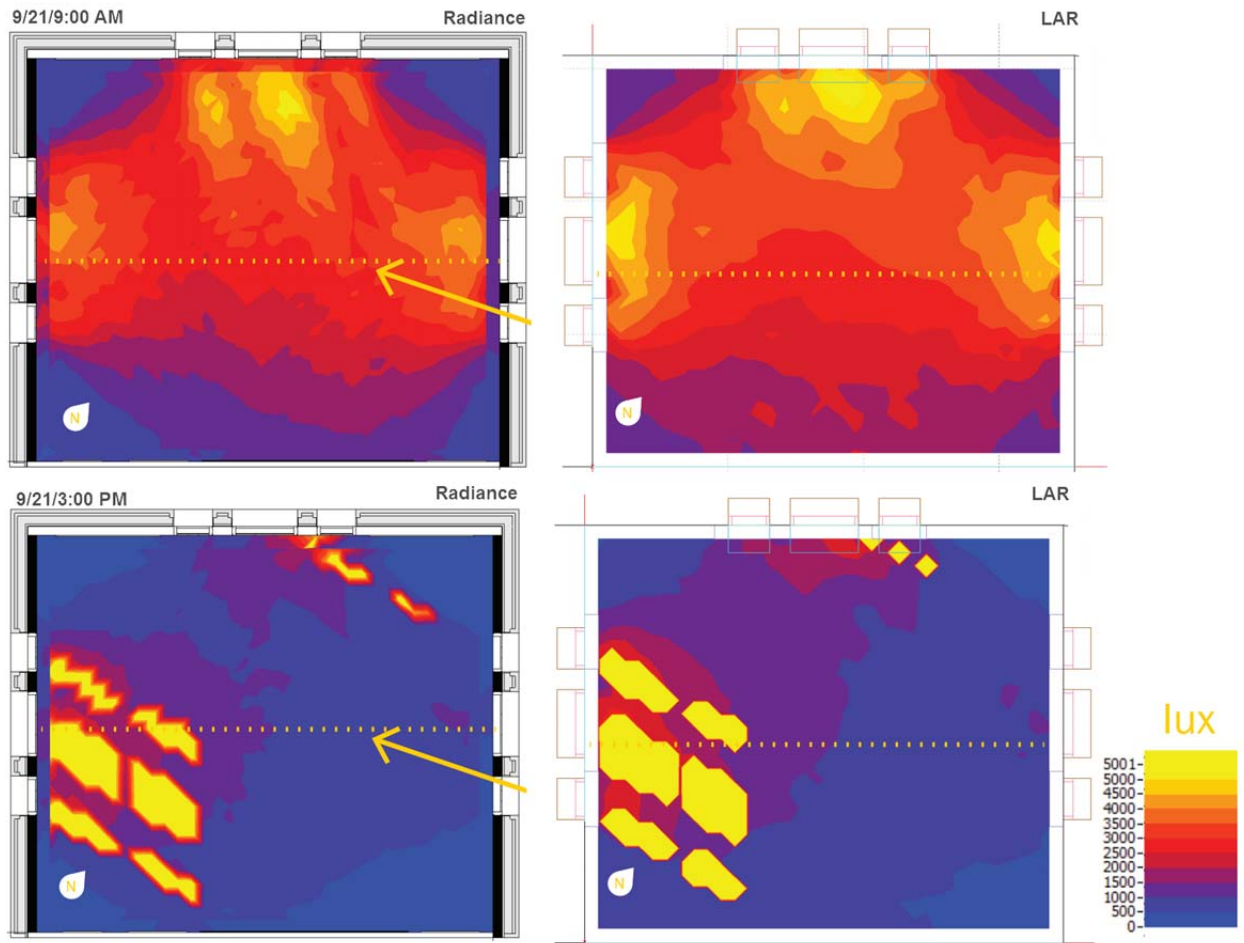 9/21/9:00 AM
Radiance
LAR
N
N
9/21/3:00 PM
Radiance
LAR
N
N
lux
5001-
5000-
4500-
4000-
3500-
3000-
2500-
2000-
1500-
1000-
500-
0-